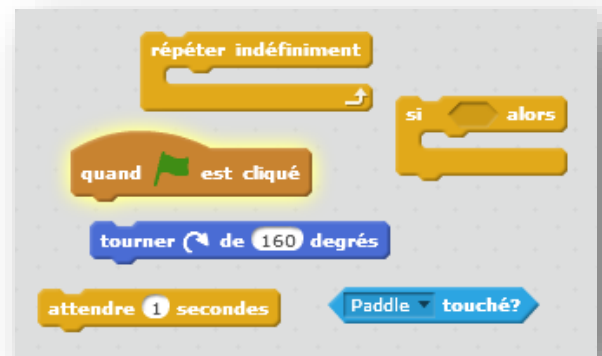 répéter indéfiniment
si alors
quand est cliqué
tourner de 160 degrés
attendre 1 secondes
Paddle touché?